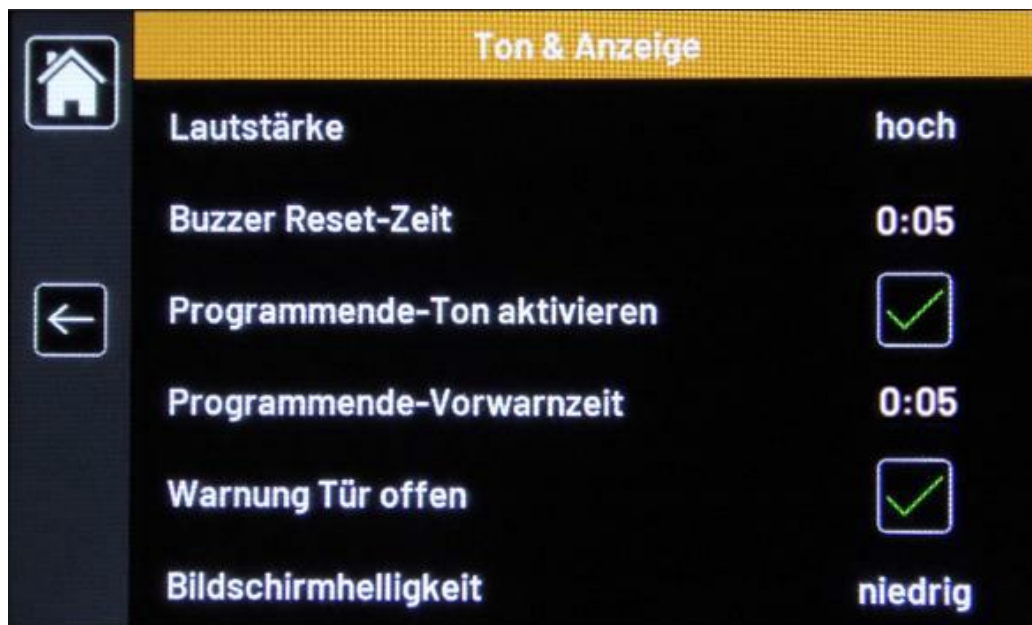 Ton & Anzeige
Lautstärke hoch
Buzzer Reset-Zeit 0:05
Programmende-Ton aktivieren
Programmende-Vorwarnzeit 0:05
Warnung Tür offen
Bildschirmhelligkeit niedrig